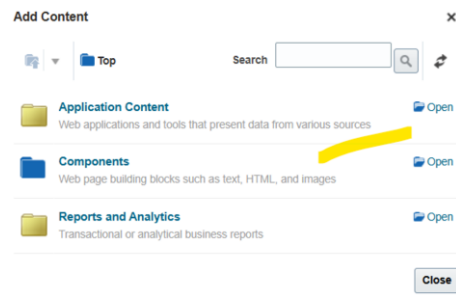 Add Content
Top Search
Application Content Open
Web applications and tools that present data from various sources
Components Open
Web page building blocks such as text, HTML, and images
Reports and Analytics Open
Transactional or analytical business reports
Close